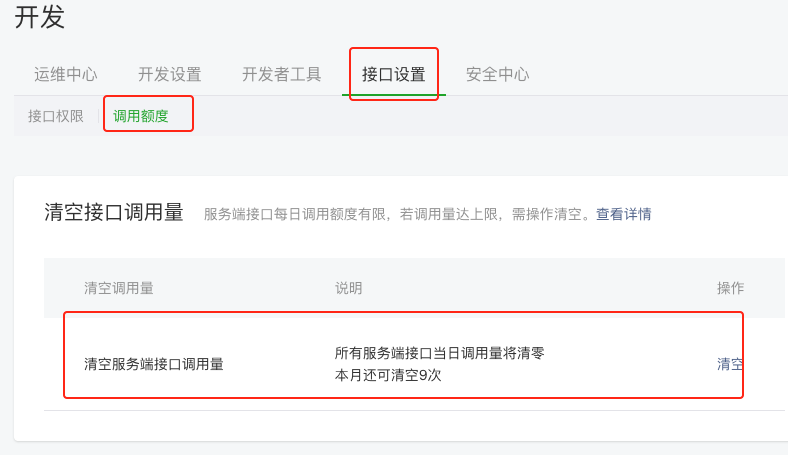 开发
运维中心 开发设置 开发者工具 接口设置 安全中心
接口权限 调用额度
清空接口调用量 服务端接口每日调用额度有限，若调用量达上限，需操作清空。查看详情
清空调用量 说明 操作
清空服务端接口调用量 所有服务端接口当日调用量将清零 清空
本月还可清空9次